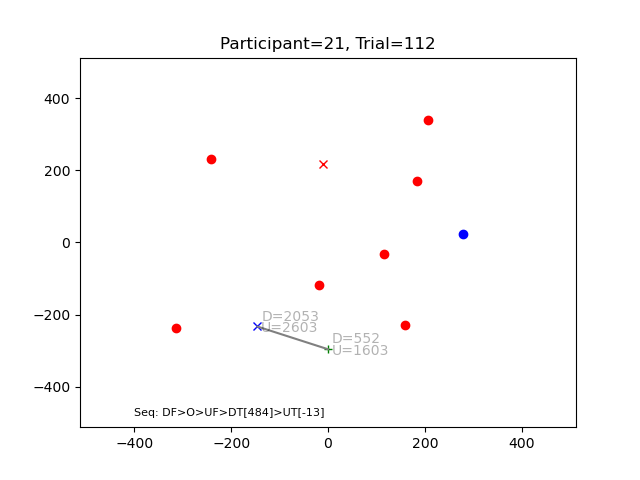 Participant=21, Trial=112
400
200
0
−200
−400
D=2053
U=2603
D=552
U=1603
Seq: DF>O>UF>DT[484]>UT[-13]
−400 −200 0 200 400